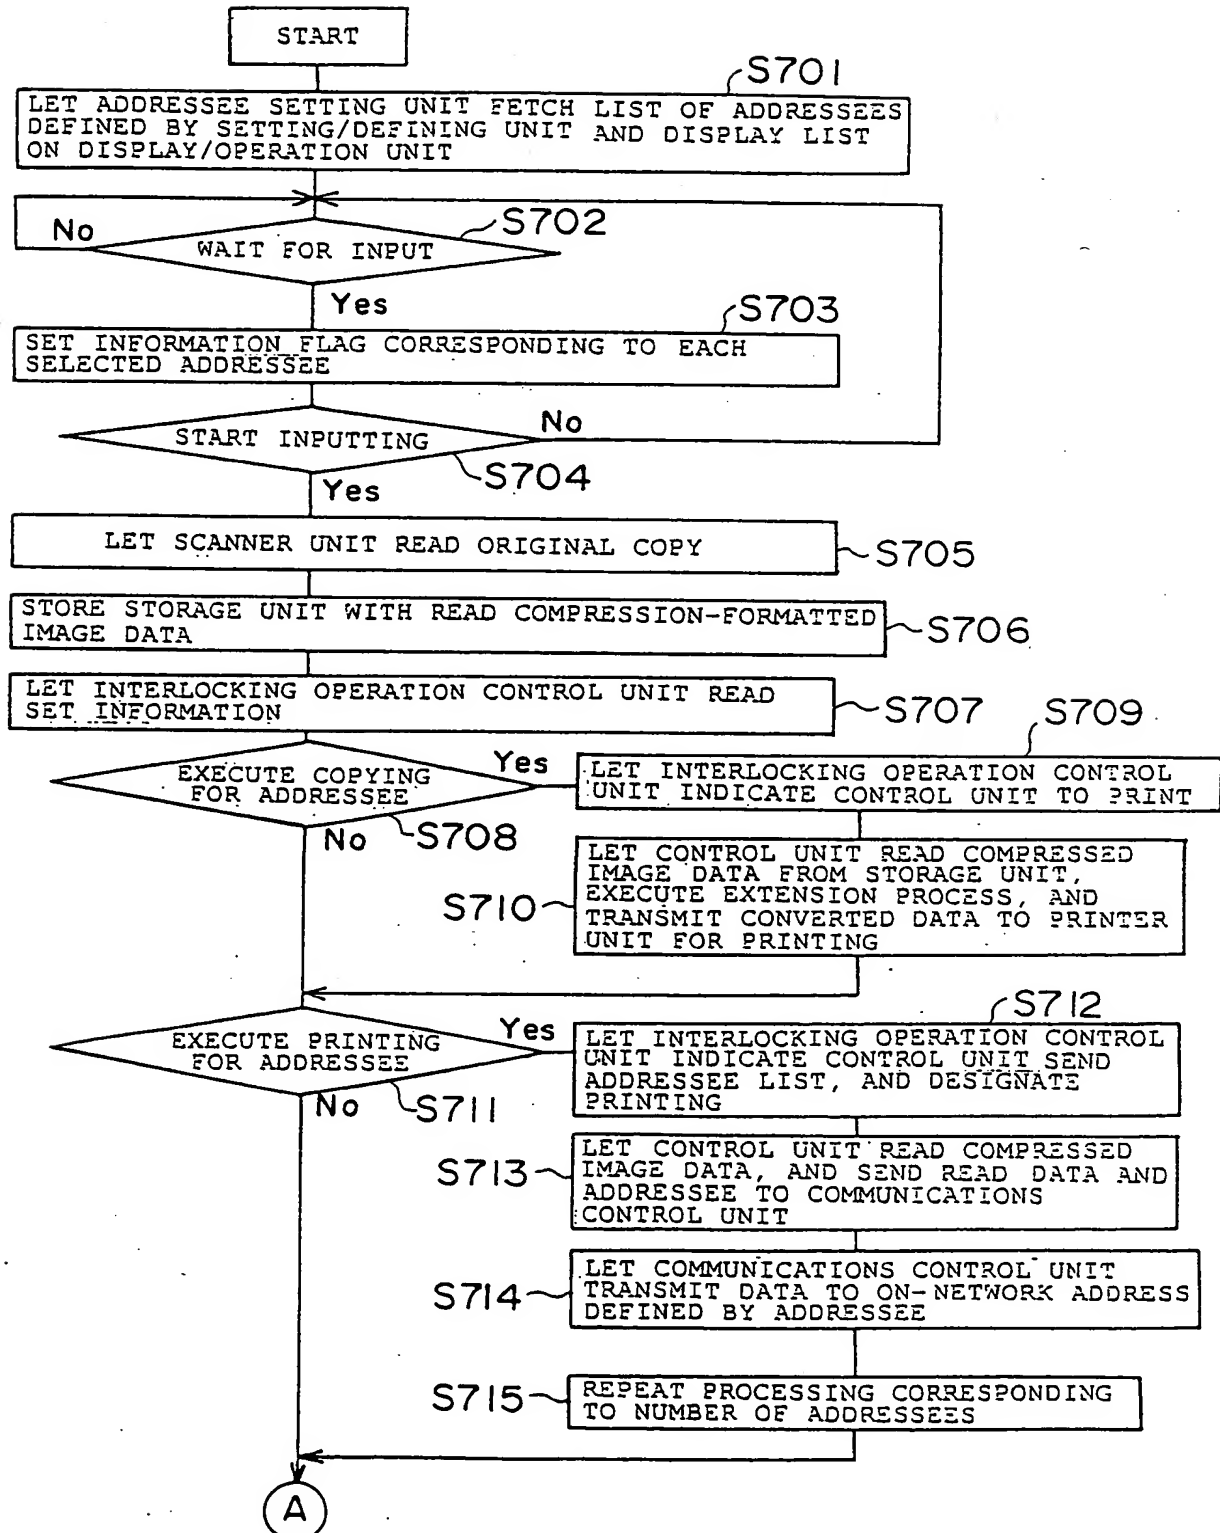 START
S701
LET ADDRESSEE SETTING UNIT FETCH LIST OF ADDRESSEES
DEFINED BY SETTING/DEFINING UNIT AND DISPLAY LIST
ON DISPLAY/OPERATION UNIT
S702
No
WAIT FOR INPUT
Yes
S703
SET INFORMATION FLAG CORRESPONDING TO EACH
SELECTED ADDRESSEE
No
START INPUTTING
S704
Yes
LET SCANNER UNIT READ ORIGINAL COPY
S705
STORE STORAGE UNIT WITH READ COMPRESSION-FORMATTED
IMAGE DATA
S706
LET INTERLOCKING OPERATION CONTROL UNIT READ
SET INFORMATION
S707
S709
EXECUTE COPYING
FOR ADDRESSEE
Yes
LET INTERLOCKING OPERATION CONTROL
UNIT INDICATE CONTROL UNIT TO PRINT
No
S708
LET CONTROL UNIT READ COMPRESSED
IMAGE DATA FROM STORAGE UNIT,
EXECUTE EXTENSION PROCESS, AND
TRANSMIT CONVERTED DATA TO PRINTER
UNIT FOR PRINTING
S710
S712
EXECUTE PRINTING
FOR ADDRESSEE
Yes
LET INTERLOCKING OPERATION CONTROL
UNIT INDICATE CONTROL UNIT SEND
ADDRESSEE LIST, AND DESIGNATE
PRINTING
No
S711
LET CONTROL UNIT READ COMPRESSED
IMAGE DATA, AND SEND READ DATA AND
ADDRESSEE TO COMMUNICATIONS
CONTROL UNIT
S713
LET COMMUNICATIONS CONTROL UNIT
TRANSMIT DATA TO ON-NETWORK ADDRESS
DEFINED BY ADDRESSEE
S714
S715
REPEAT PROCESSING CORRESPONDING
TO NUMBER OF ADDRESSEES
A